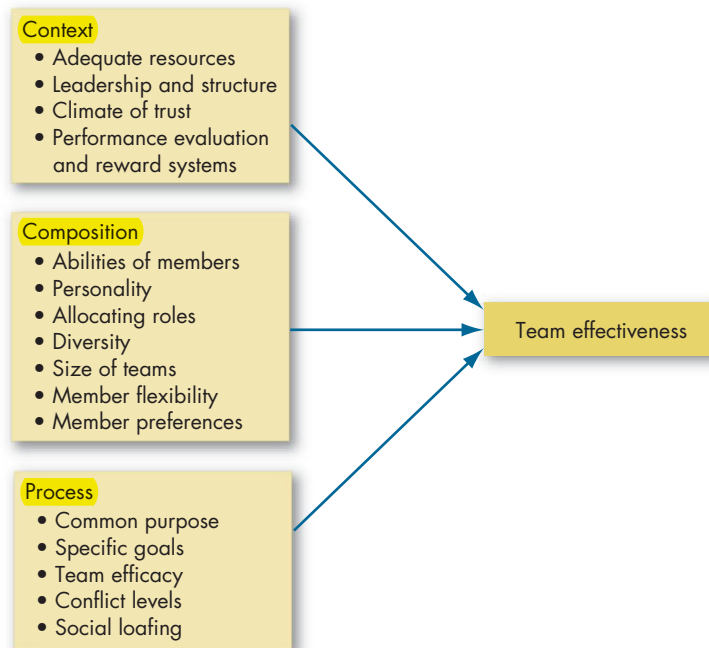 Context
• Adequate resources
• Leadership and structure
• Climate of trust
• Performance evaluation
and reward systems
Composition
• Abilities of members
• Personality
• Allocating roles
• Diversity
• Size of teams
• Member flexibility
• Member preferences
Process
• Common purpose
• Specific goals
• Team efficacy
• Conflict levels
• Social loafing
Team effectiveness